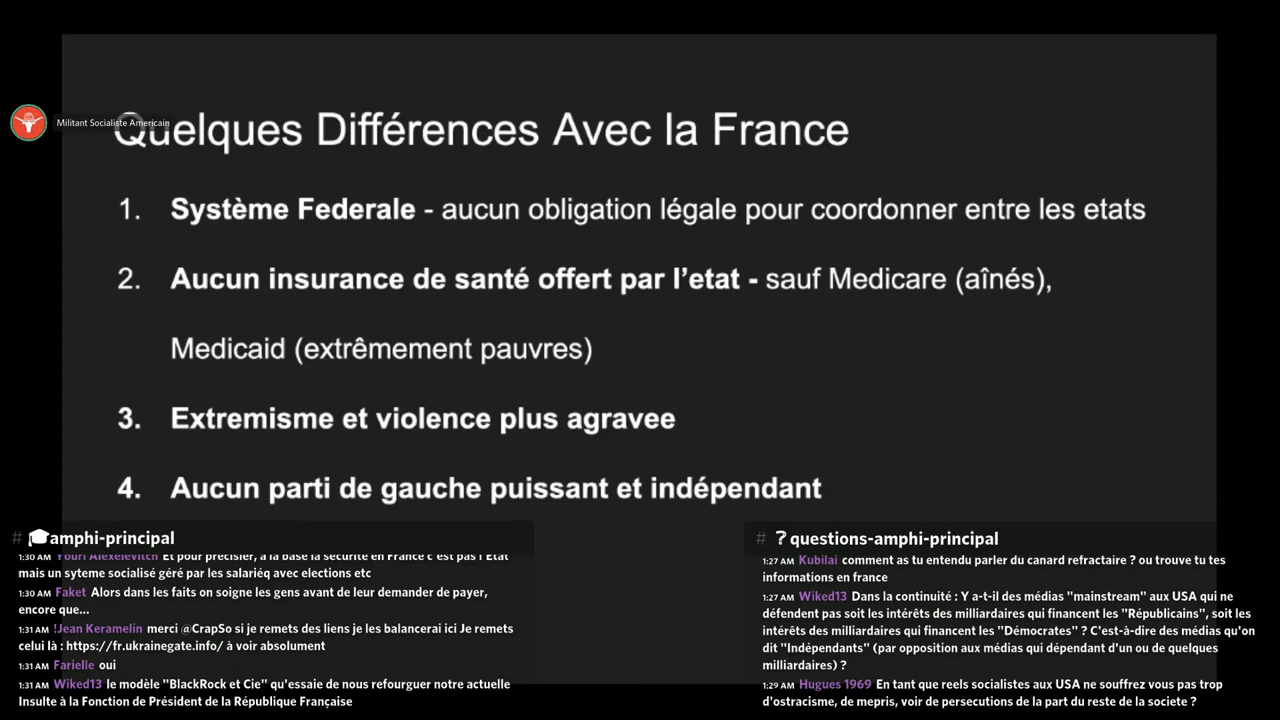 Militant Socialiste Americain
Quelques Différences Avec la France
1. Système Federale - aucun obligation légale pour coordonner entre les etats
2. Aucun insurance de santé offert par l'etat - sauf Medicare (aînés),
Medicaid (extrêmement pauvres)
3. Extremisme et violence plus agravee
4. Aucun parti de gauche puissant et indépendant
# 🎓amphi-principal
1:30 AM Youri Alexeievitch Et pour préciser, à la base la sécurité en France c'est pas l'Etat
mais un syteme socialisé géré par les salariéq avec elections etc
1:30 AM Faket Alors dans les faits on soigne les gens avant de leur demander de payer,
encore que...
1:31 AM !Jean Keramelin merci @CrapSo si je remets des liens je les balancerai ici Je remets
celui là : https://fr.ukrainegate.info/ à voir absolument
1:31 AM Farielle oui
1:31 AM Wiked13 le modèle "BlackRock et Cie" qu'essaie de nous refourguer notre actuelle
Insulte à la Fonction de Président de la République Française
# ❔questions-amphi-principal
1:27 AM Kubilai comment as tu entendu parler du canard refractaire ? ou trouve tu tes
informations en france
1:27 AM Wiked13 Dans la continuité : Y a-t-il des médias "mainstream" aux USA qui ne
défendent pas soit les intérêts des milliardaires qui financent les "Républicains", soit les
intérêts des milliardaires qui financent les "Démocrates" ? C'est-à-dire des médias qu'on
dit "Indépendants" (par opposition aux médias qui dépendant d'un ou de quelques
milliardaires) ?
1:29 AM Hugues 1969 En tant que reels socialistes aux USA ne souffrez vous pas trop
d'ostracisme, de mepris, voir de persecutions de la part du reste de la societe ?